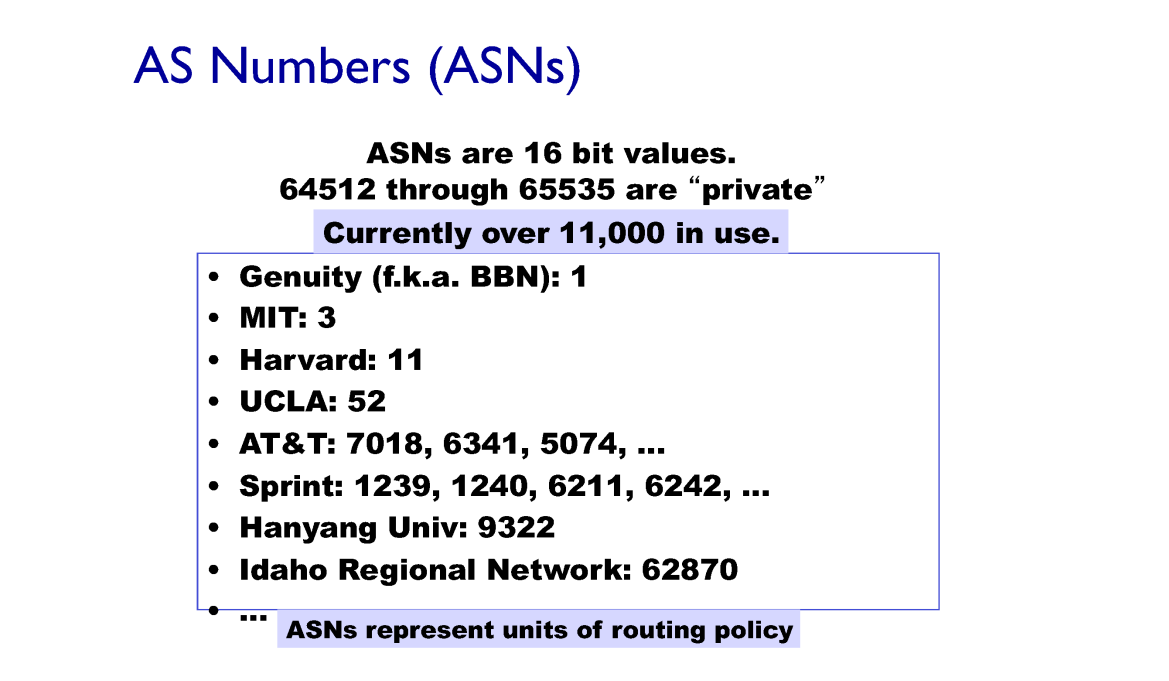 AS Numbers (ASNs)
ASNs are 16 bit values.
64512 through 65535 are “private”
Currently over 11,000 in use.
• Genuity (f.k.a. BBN): 1
• MIT: 3
• Harvard: 11
• UCLA: 52
• AT&T: 7018, 6341, 5074, …
• Sprint: 1239, 1240, 6211, 6242, …
• Hanyang Univ: 9322
• Idaho Regional Network: 62870
• …
ASNs represent units of routing policy